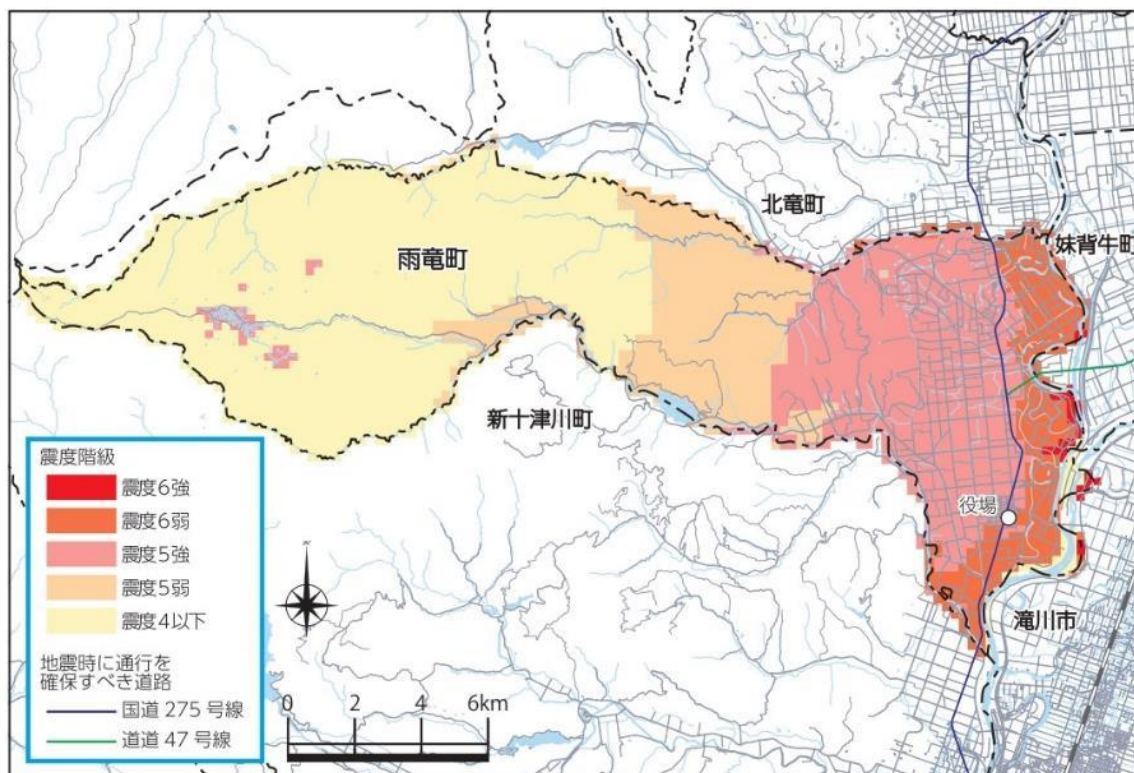 北竜町
妹背牛町
雨竜町
新十津川町
役場
滝川市
震度階級
震度6強
震度6弱
震度5強
震度5弱
震度4以下
地震時に通行を
確保すべき道路
国道 275 号線
道道 47 号線
0 2 4 6km